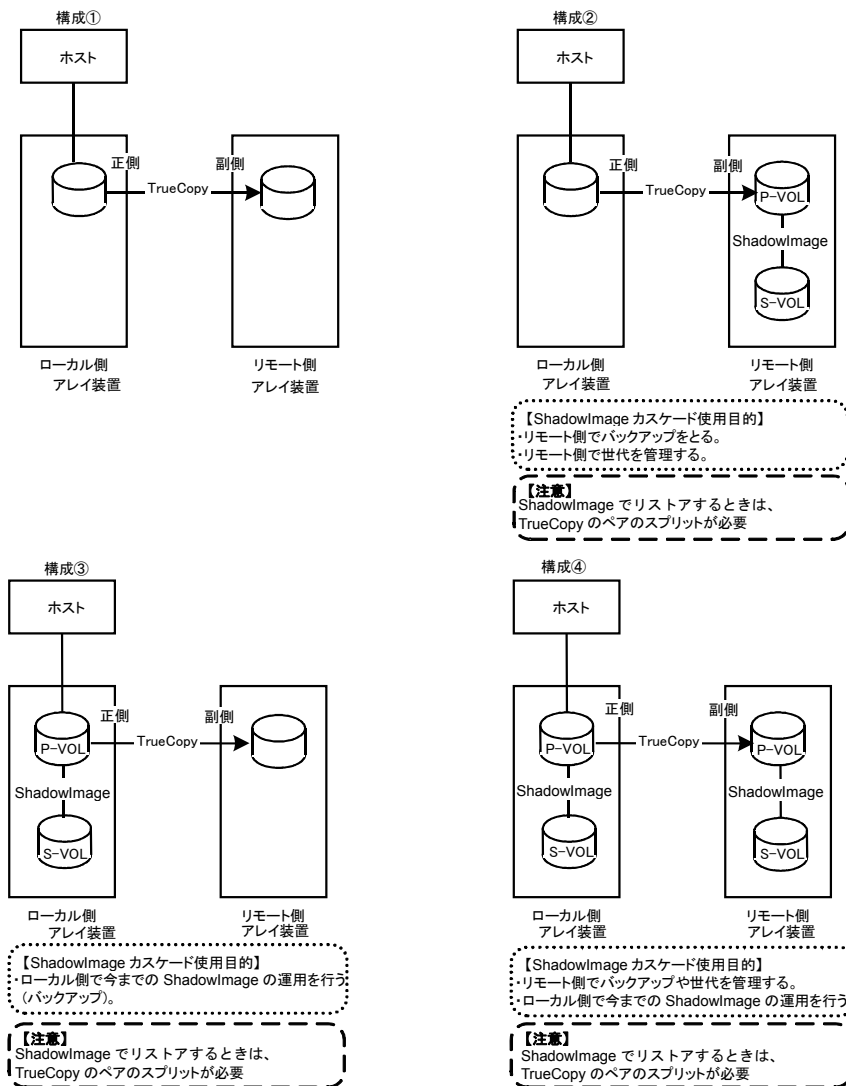 構成①
ホスト
正側
副側
TrueCopy
ローカル側
アレイ装置
リモート側
アレイ装置
構成②
ホスト
正側
副側
TrueCopy
P-VOL
ShadowImage
S-VOL
ローカル側
アレイ装置
リモート側
アレイ装置
【ShadowImage カスケード使用目的】
・リモート側でバックアップをとる。
・リモート側で世代を管理する。
【注意】
ShadowImage でリストアするときは、
TrueCopy のペアのスプリットが必要
構成③
ホスト
正側
副側
P-VOL
TrueCopy
ShadowImage
S-VOL
ローカル側
アレイ装置
リモート側
アレイ装置
【ShadowImage カスケード使用目的】
・ローカル側で今までの ShadowImage の運用を行う
（バックアップ）。
【注意】
ShadowImage でリストアするときは、
TrueCopy のペアのスプリットが必要
構成④
ホスト
正側
副側
P-VOL
TrueCopy
P-VOL
ShadowImage
ShadowImage
S-VOL
S-VOL
ローカル側
アレイ装置
リモート側
アレイ装置
【ShadowImage カスケード使用目的】
・リモート側でバックアップや世代を管理する。
・ローカル側で今までの ShadowImage の運用を行う
【注意】
ShadowImage でリストアするときは、
TrueCopy のペアのスプリットが必要